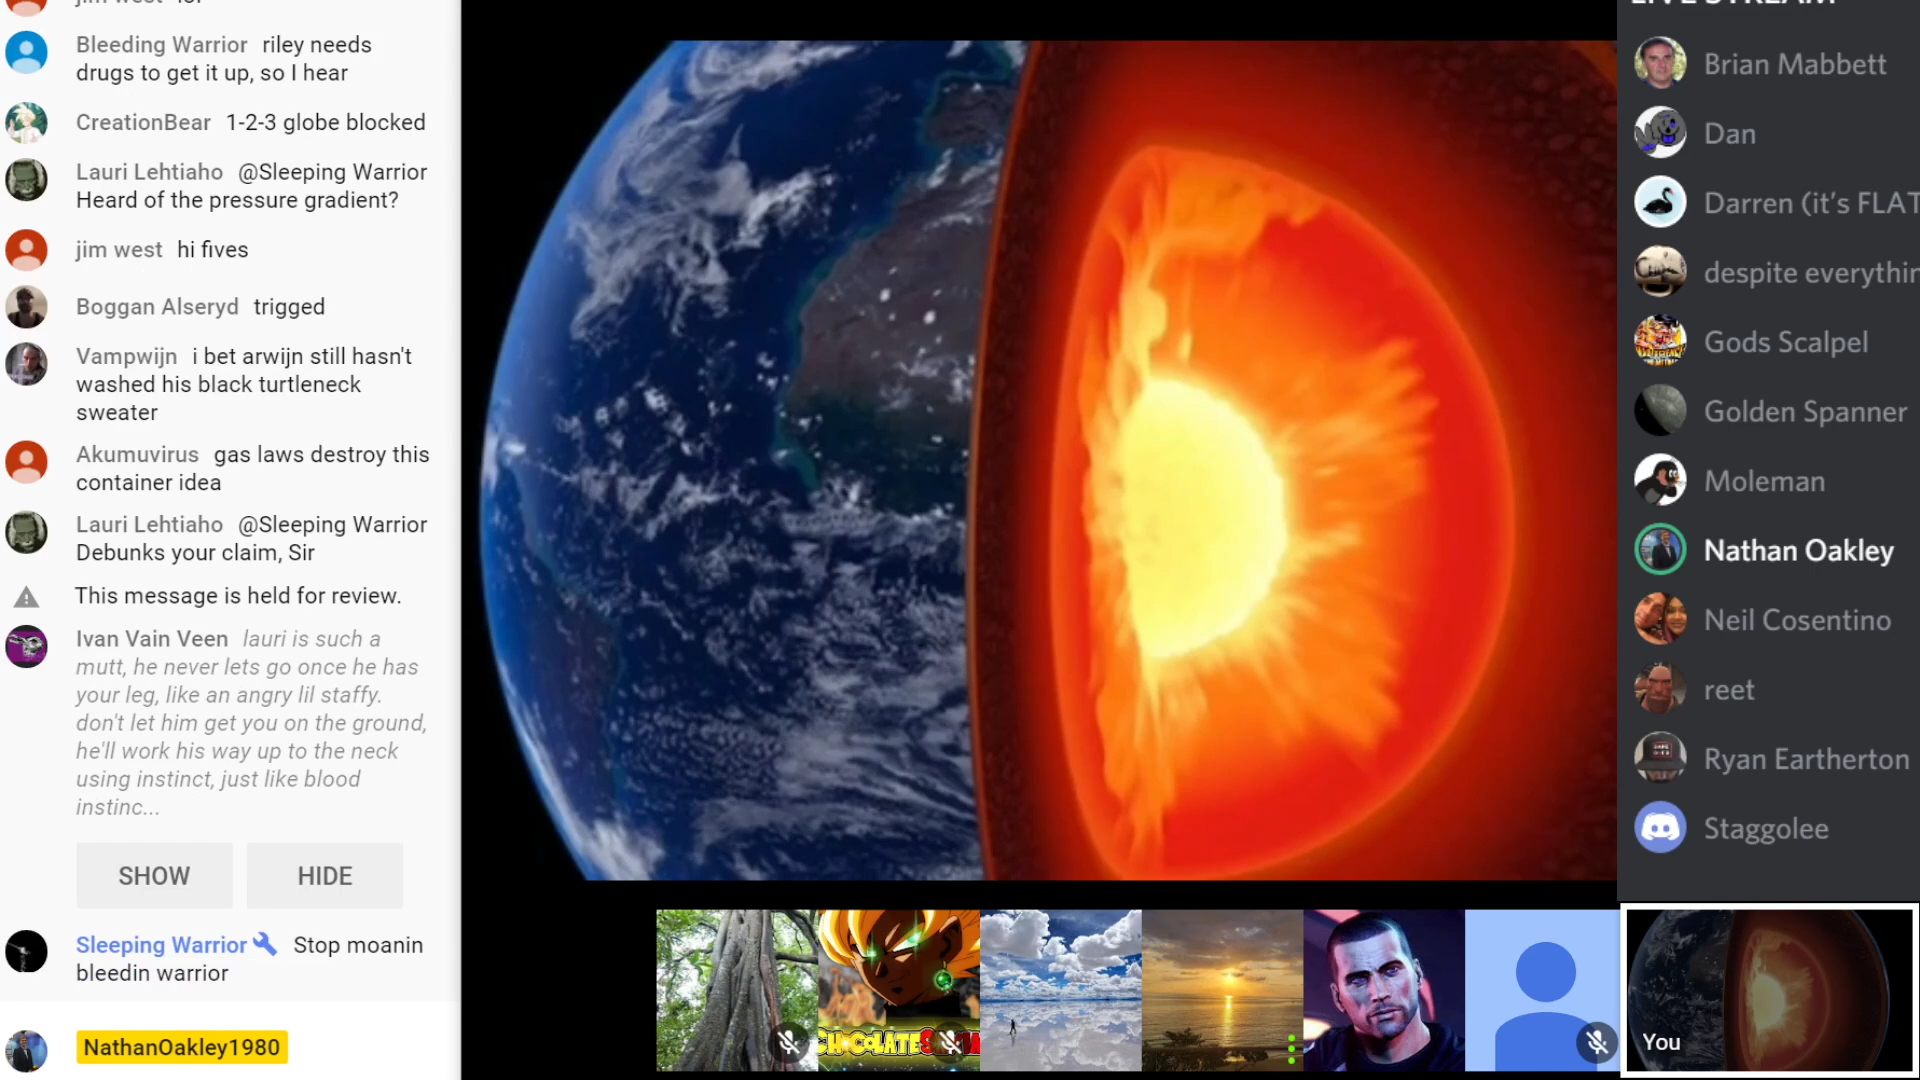 jim west lol
Bleeding Warrior riley needs
drugs to get it up, so I hear
CreationBear 1-2-3 globe blocked
Lauri Lehtiaho @Sleeping Warrior
Heard of the pressure gradient?
jim west hi fives
Boggan Alseryd trigged
Vampwijn i bet arwijn still hasn't
washed his black turtleneck
sweater
Akumuvirus gas laws destroy this
container idea
Lauri Lehtiaho @Sleeping Warrior
Debunks your claim, Sir
This message is held for review.
Ivan Vain Veen lauri is such a
mutt, he never lets go once he has
your leg, like an angry lil staffy.
don't let him get you on the ground,
he'll work his way up to the neck
using instinct, just like blood
instinc...
SHOW HIDE
Sleeping Warrior Stop moanin
bleedin warrior
NathanOakley1980
LIVE STREAM
Brian Mabbett
Dan
Darren (it's FLAT
despite everythin
Gods Scalpel
Golden Spanner
Moleman
Nathan Oakley
Neil Cosentino
reet
Ryan Eartherton
Staggolee
You